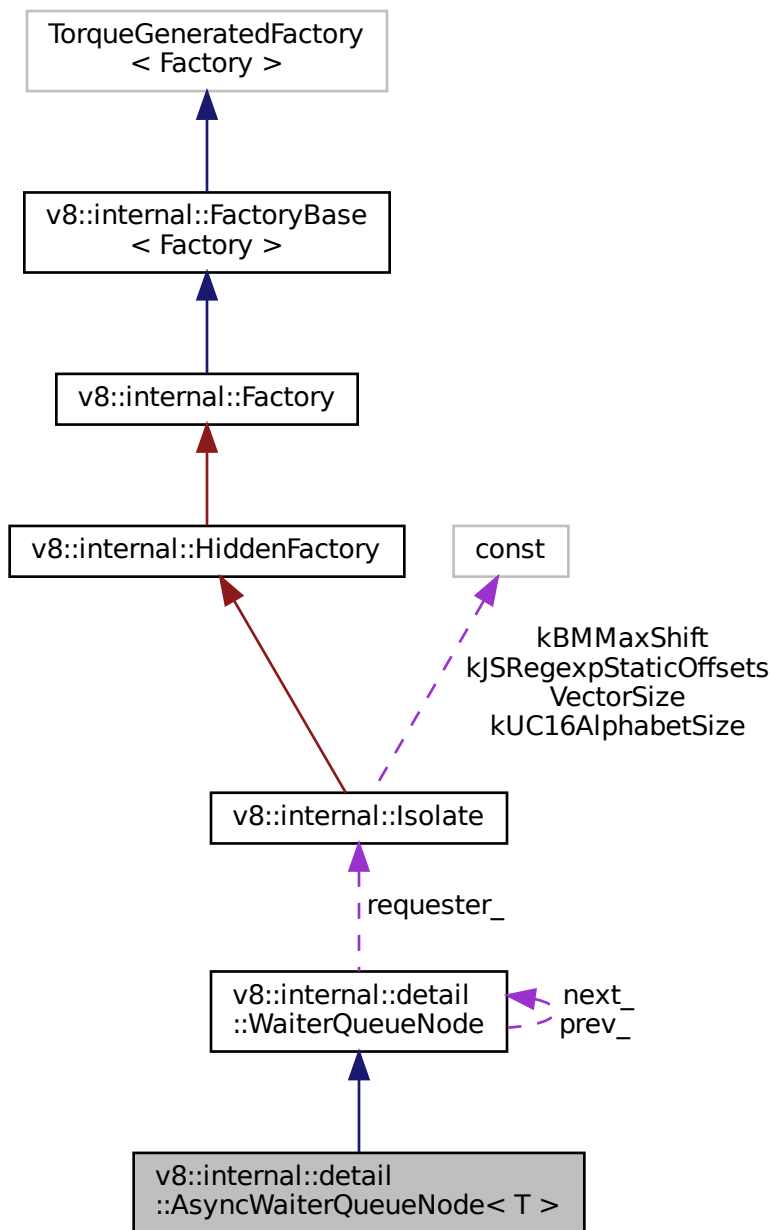 TorqueGeneratedFactory
< Factory >
v8::internal::FactoryBase
< Factory >
v8::internal::Factory
v8::internal::HiddenFactory
const
kBMMaxShift
kJSRegexpStaticOffsets
VectorSize
kUC16AlphabetSize
v8::internal::Isolate
requester_
v8::internal::detail
::WaiterQueueNode
next_
prev_
v8::internal::detail
::AsyncWaiterQueueNode< T >